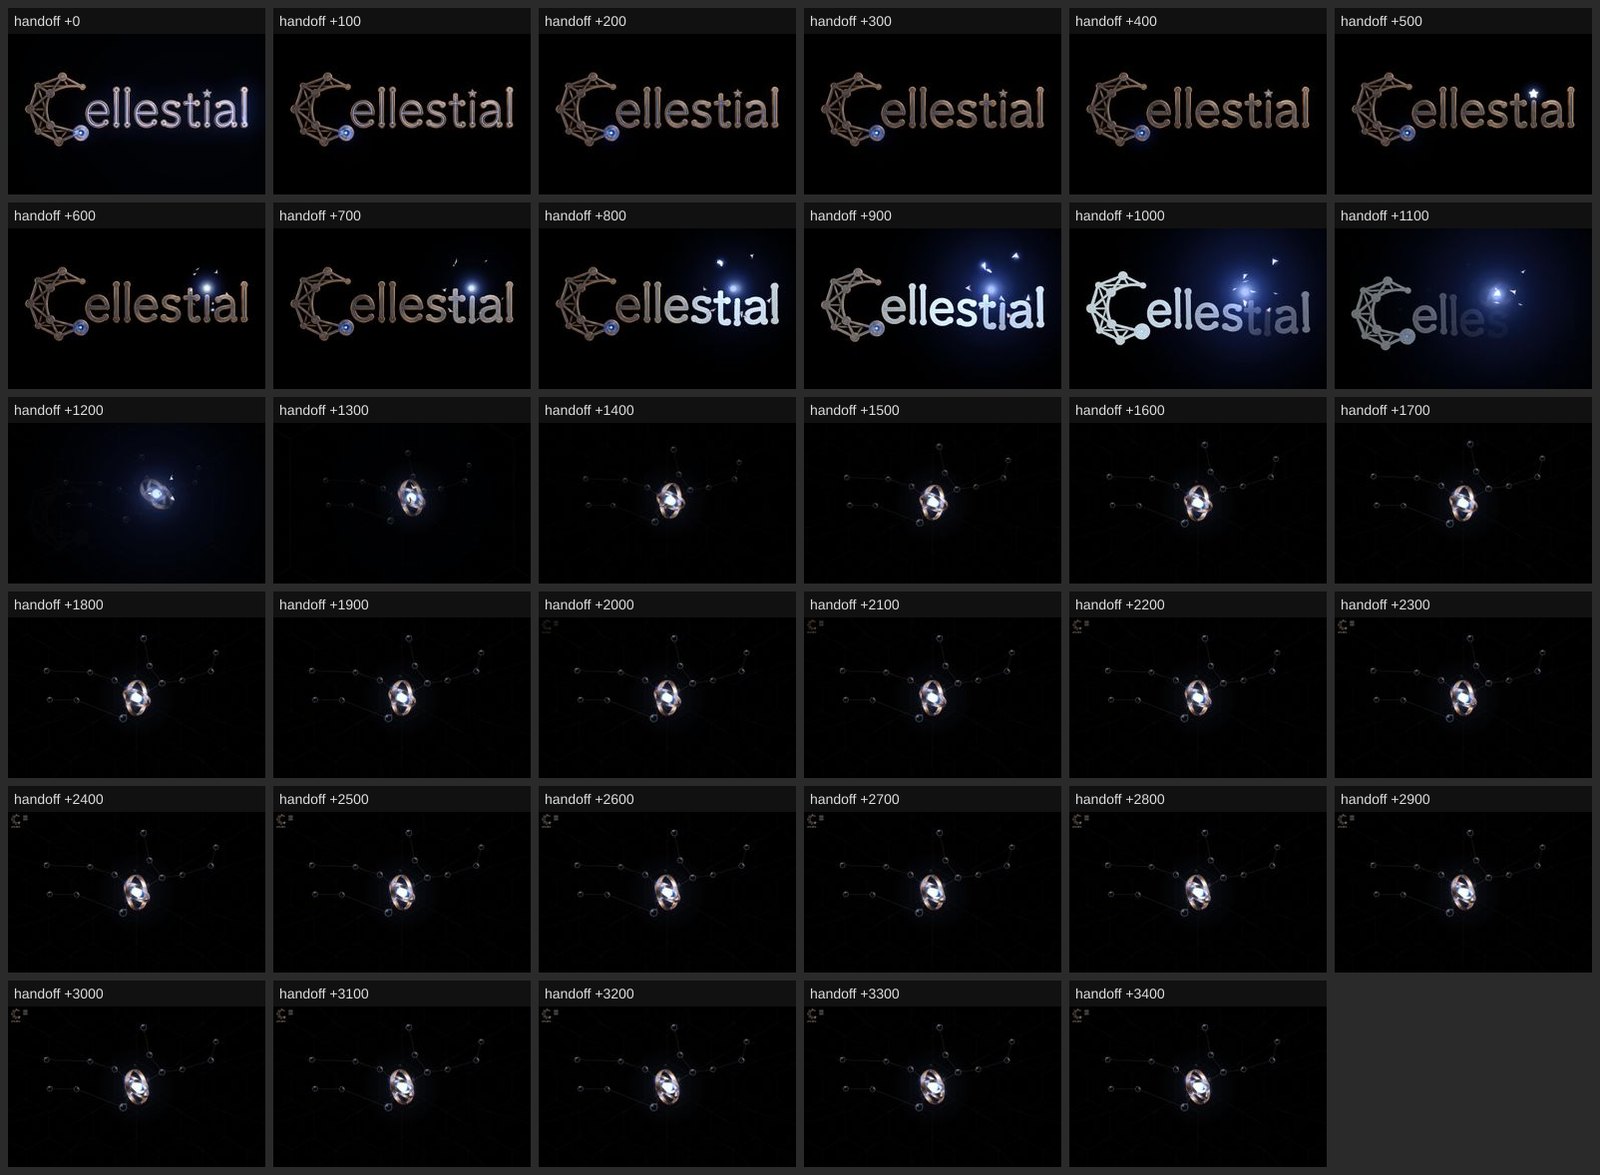 handoff +0 handoff +100 handoff +200 handoff +300 handoff +400 handoff +500
Cellestial Cellestial Cellestial Cellestial Cellestial Cellestial
handoff +600 handoff +700 handoff +800 handoff +900 handoff +1000 handoff +1100
Cellestial Cellestial Cellestial Cellestial Cellestial Celles
handoff +1200 handoff +1300 handoff +1400 handoff +1500 handoff +1600 handoff +1700
handoff +1800 handoff +1900 handoff +2000 handoff +2100 handoff +2200 handoff +2300
handoff +2400 handoff +2500 handoff +2600 handoff +2700 handoff +2800 handoff +2900
handoff +3000 handoff +3100 handoff +3200 handoff +3300 handoff +3400